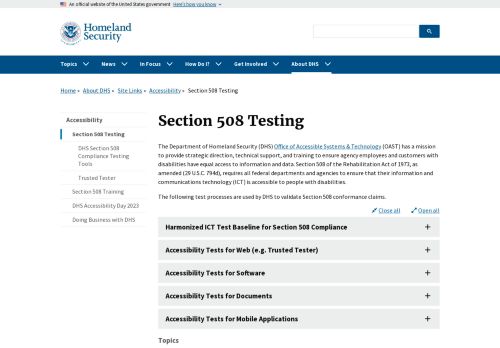 An official website of the United States government Here's how you know
Homeland
Security
Topics News In Focus How Do I? Get Involved About DHS
Home » About DHS » Site Links » Accessibility » Section 508 Testing
Accessibility
Section 508 Testing
DHS Section 508
Compliance Testing
Tools
Trusted Tester
Section 508 Training
DHS Accessibility Day 2023
Doing Business with DHS
Section 508 Testing
The Department of Homeland Security (DHS) Office of Accessible Systems & Technology (OAST) has a mission
to provide strategic direction, technical support, and training to ensure agency employees and customers with
disabilities have equal access to information and data. Section 508 of the Rehabilitation Act of 1973, as
amended (29 U.S.C. 794d), requires all federal departments and agencies to ensure that their information and
communications technology (ICT) is accessible to people with disabilities.
The following test processes are used by DHS to validate Section 508 conformance claims.
Close all Open all
Harmonized ICT Test Baseline for Section 508 Compliance
Accessibility Tests for Web (e.g. Trusted Tester)
Accessibility Tests for Software
Accessibility Tests for Documents
Accessibility Tests for Mobile Applications
Topics